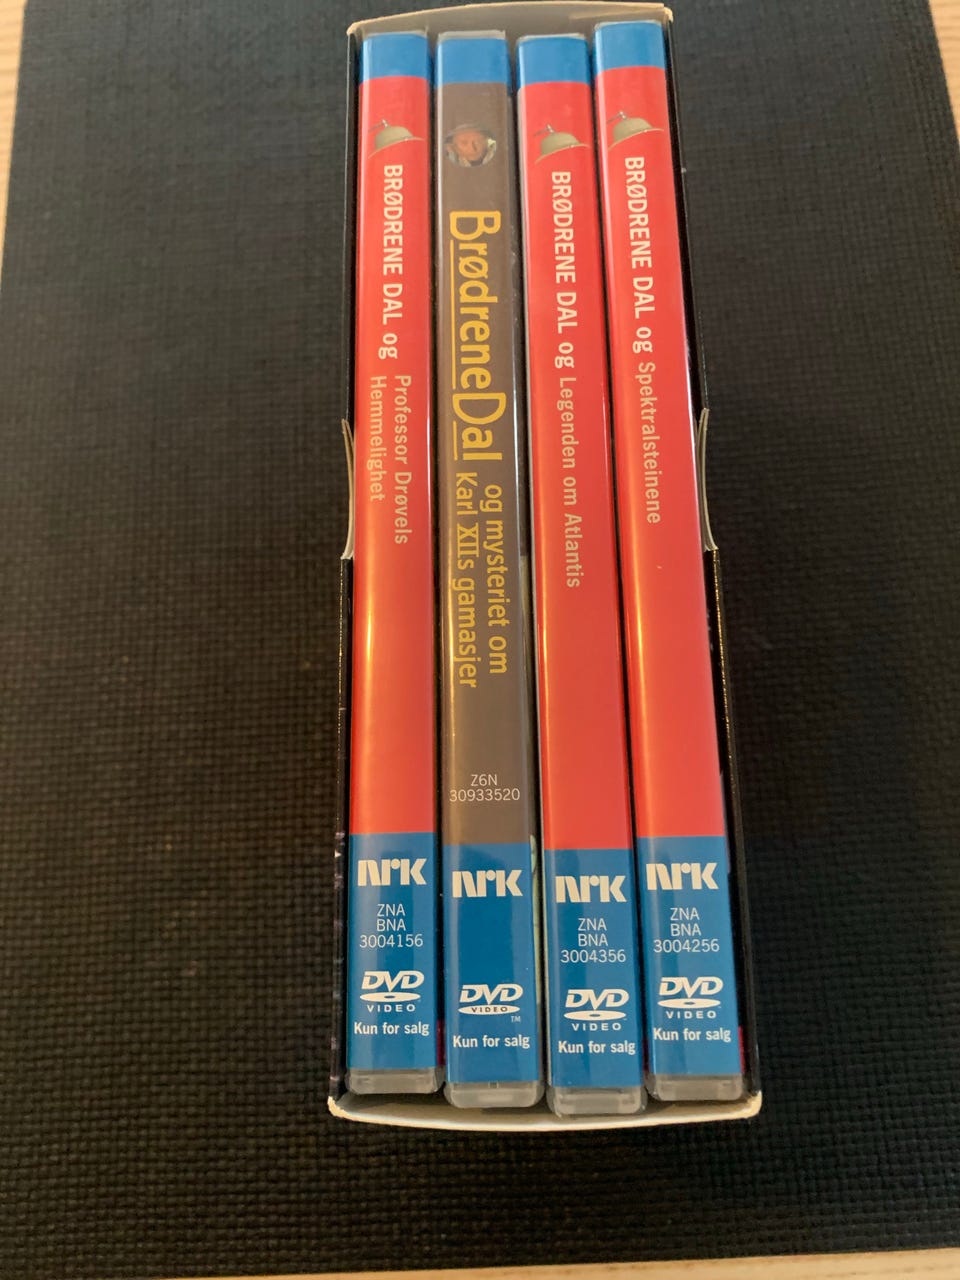 BRØDRENE DAL og
Professor Drøvels
Hemmelighet
nrk
ZNA
BNA
3004156
DVD
VIDEO
Kun for salg
BrødreneDal
og mysteriet om
Karl XIIs gamasjer
Z6N
30933520
nrk
DVD
VIDEO
TM
Kun for salg
BRØDRENE DAL og Legenden om Atlantis
nrk
ZNA
BNA
3004356
DVD
VIDEO
Kun for salg
BRØDRENE DAL og Spektralsteinene
nrk
ZNA
BNA
3004256
DVD
VIDEO
Kun for salg